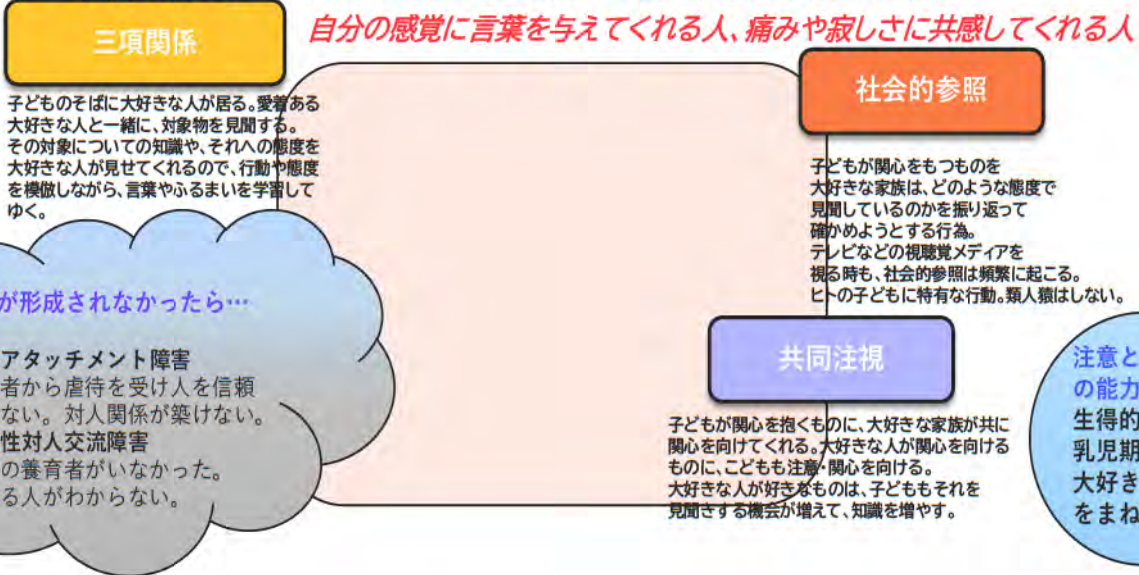 自分の感覚に言葉を与えてくれる人、痛みや寂しさに共感してくれる人
三項関係
子どものそばに大好きな人が居る。愛着ある
大好きな人と一緒に、対象物を見聞する。
その対象についての知識や、それへの態度を
大好きな人が見せてくれるので、行動や態度
を模倣しながら、言葉やふるまいを学習して
ゆく。
社会的参照
子どもが関心をもつものを
大好きな家族は、どのような態度で
見聞しているのかを振り返って
確かめようとする行為。
テレビなどの視聴覚メディアを
視る時も、社会的参照は頻繁に起こる。
ヒトの子どもに特有な行動。類人猿はしない。
が形成されなかったら…
アタッチメント障害
者から虐待を受け人を信頼
ない。対人関係が築けない。
性対人交流障害
の養育者がいなかった。
る人がわからない。
共同注視
子どもが関心を抱くものに、大好きな家族が共に
関心を向けてくれる。大好きな人が関心を向ける
ものに、こどもも注意・関心を向ける。
大好きな人が好きなものは、子どももそれを
見聞きする機会が増えて、知識を増やす。
注意と
の能力
生得的
乳児期
大好き
をまね